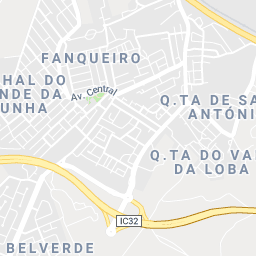 FANQUEIRO
HAL DO
NDE DA
UNHA
Av. Central
Q.TA DE SA
ANTÓNI
Q.TA DO VA
DA LOBA
IC32
BELVERDE